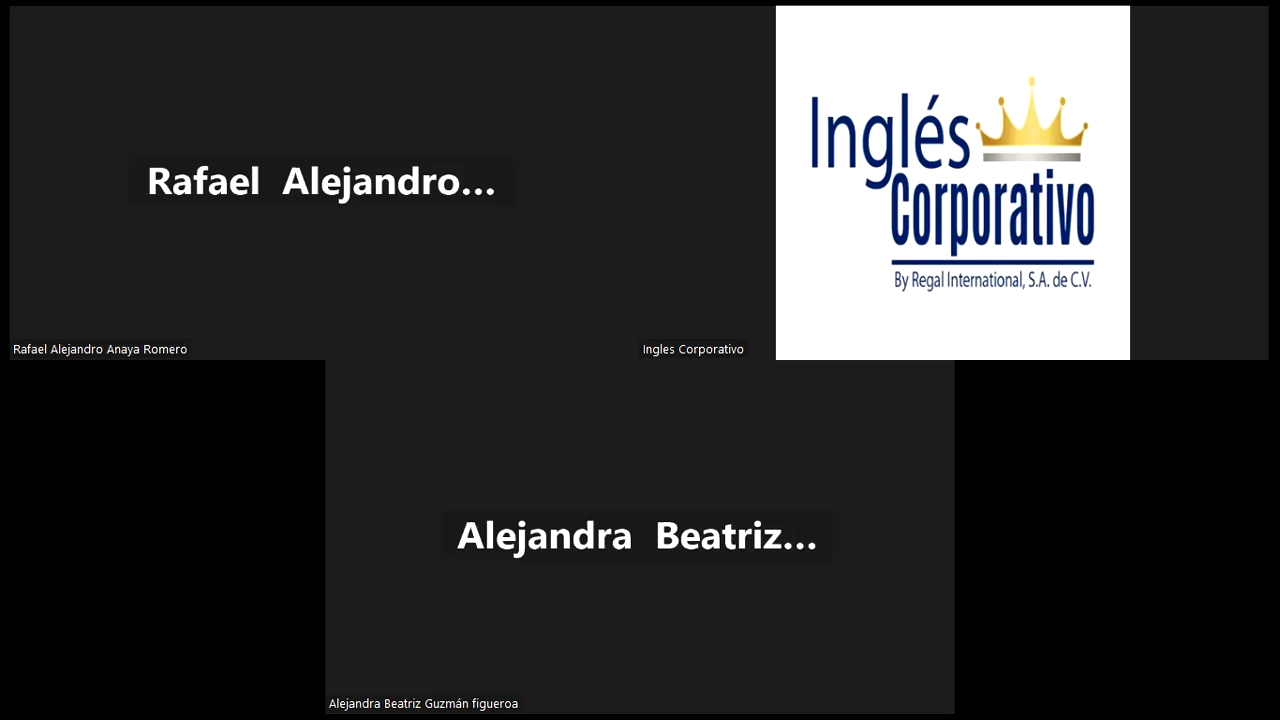 Rafael Alejandro...
Rafael Alejandro Anaya Romero
Inglés
Corporativo
By Regal International, S.A. de C.V.
Ingles Corporativo
Alejandra Beatriz...
Alejandra Beatriz Guzmán figueroa